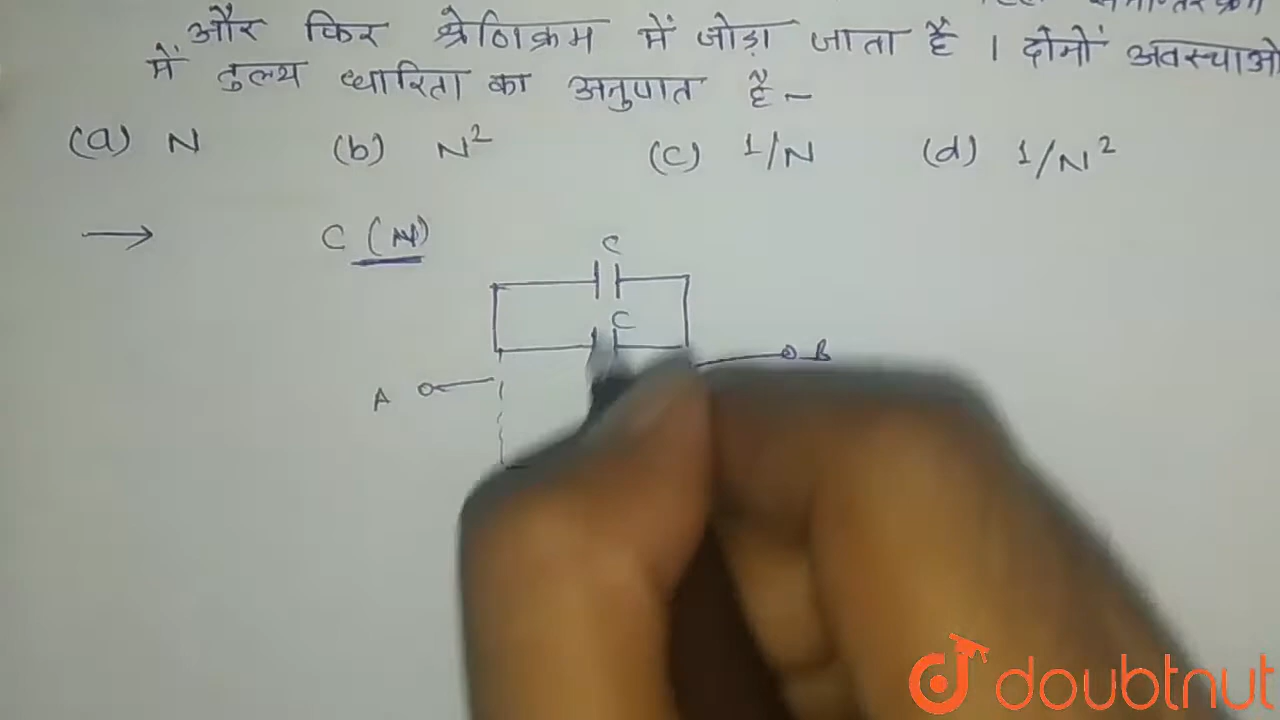 और फिर श्रेणिक्रम में जोड़ा जाता है । दोनों अवस्थाओ
में तुल्य धारिता का अनुपात है -
(a) N (b) N² (c) 1/N (d) 1/N²
→ C (N)
C
C
A B
doubtnut